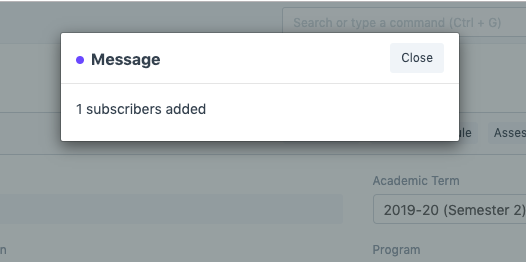 Search or type a command (Ctrl + G)
Message
Close
1 subscribers added
Academic Term
2019-20 (Semester 2)
Program